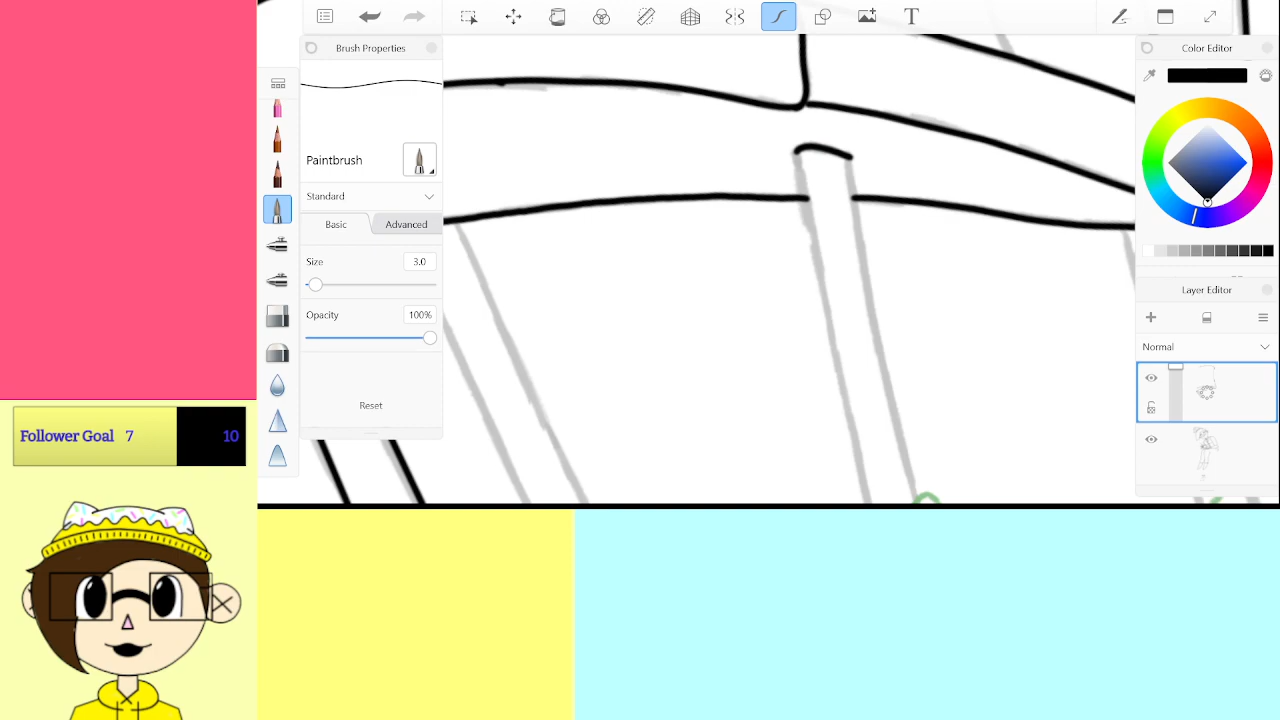 T
Brush Properties
Color Editor
Paintbrush
Standard
Basic
Advanced
Size
3.0
Opacity
100%
Reset
Layer Editor
Normal
Follower Goal 7
10